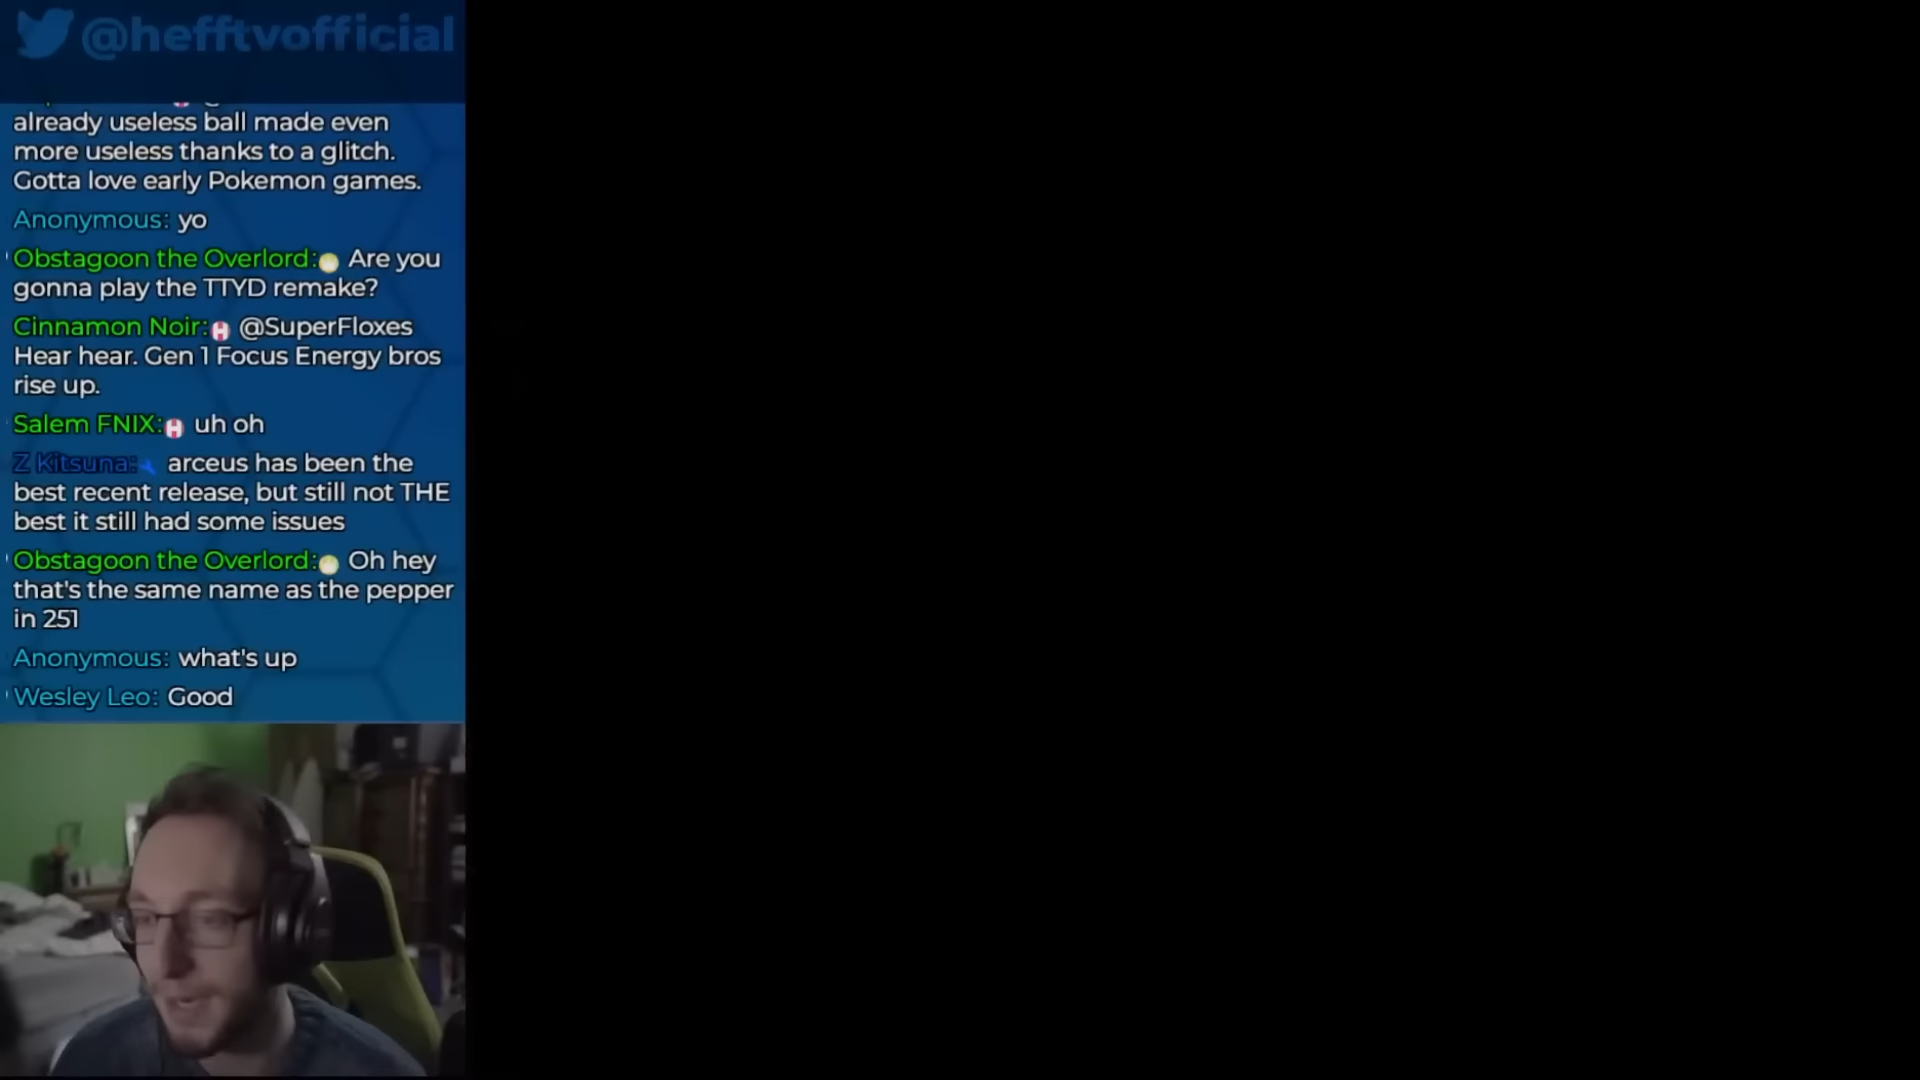 @hefftvofficial
already useless ball made even
more useless thanks to a glitch.
Gotta love early Pokemon games.
Anonymous: yo
Obstagoon the Overlord: Are you
gonna play the TTYD remake?
Cinnamon Noir: @SuperFloxes
Hear hear. Gen 1 Focus Energy bros
rise up.
Salem FNIX: uh oh
Z Kitsuna: arceus has been the
best recent release, but still not THE
best it still had some issues
Obstagoon the Overlord: Oh hey
that's the same name as the pepper
in 251
Anonymous: what's up
Wesley Leo: Good